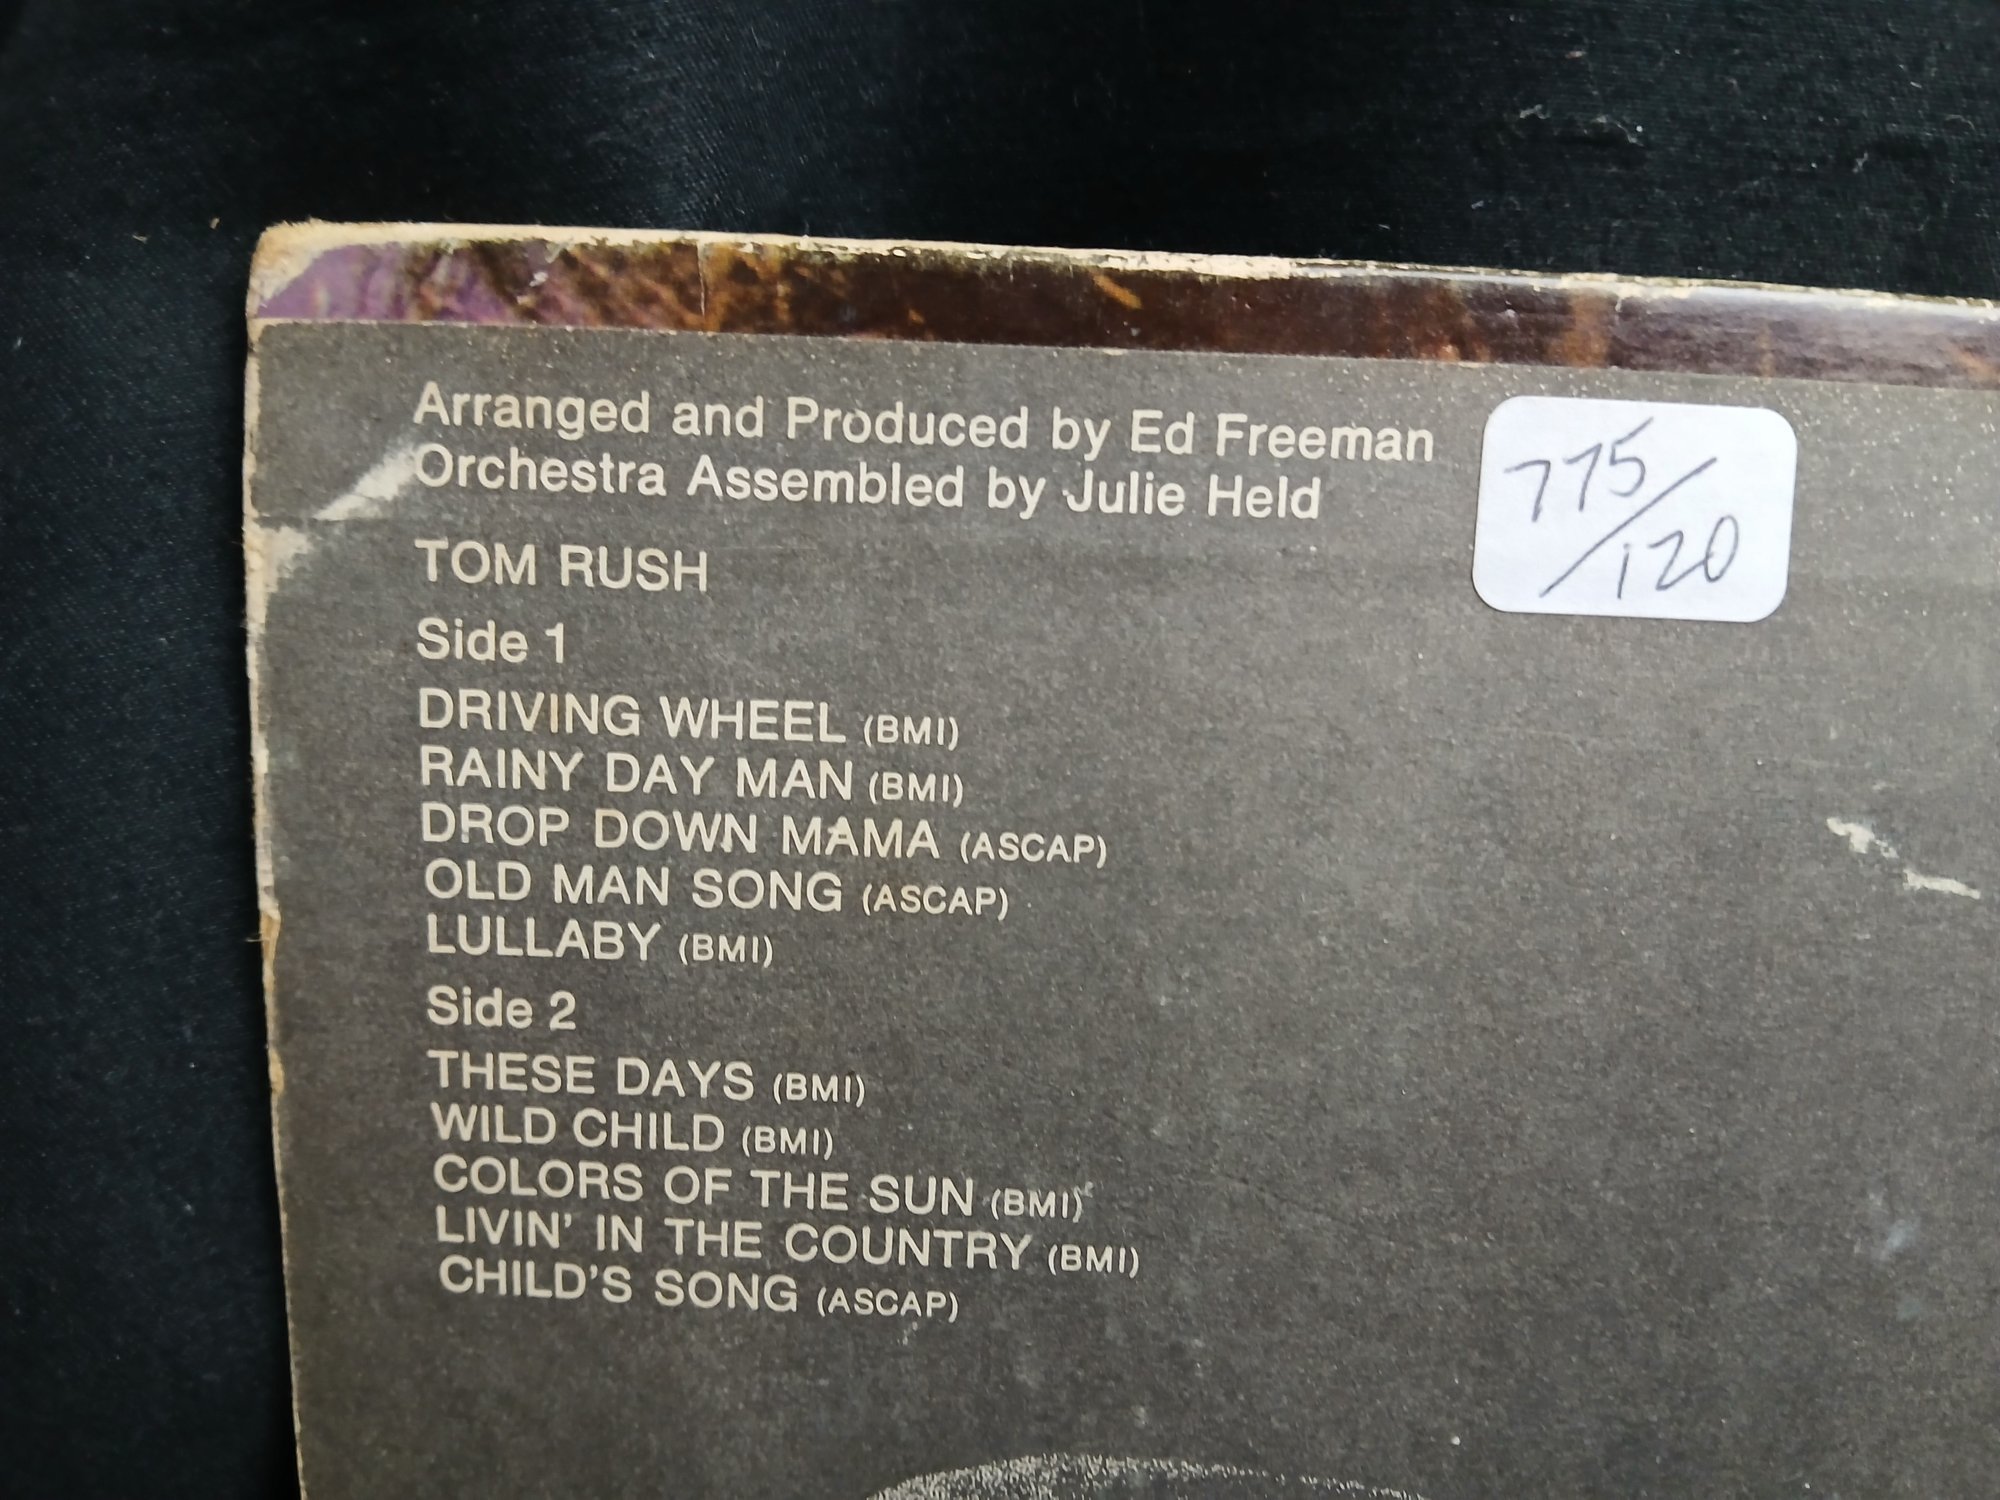 Arranged and Produced by Ed Freeman
Orchestra Assembled by Julie Held
775/120
TOM RUSH
Side 1
DRIVING WHEEL (BMI)
RAINY DAY MAN (BMI)
DROP DOWN MAMA (ASCAP)
OLD MAN SONG (ASCAP)
LULLABY (BMI)
Side 2
THESE DAYS (BMI)
WILD CHILD (BMI)
COLORS OF THE SUN (BMI)
LIVIN' IN THE COUNTRY (BMI)
CHILD'S SONG (ASCAP)